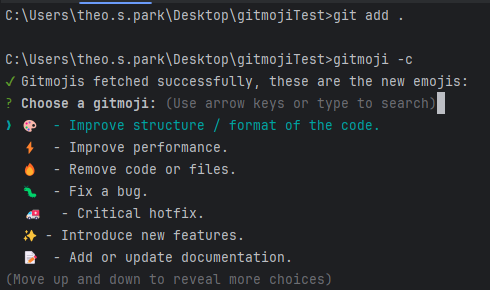 C:\Users\theo.s.park\Desktop\gitmojiTest>git add .
C:\Users\theo.s.park\Desktop\gitmojiTest>gitmoji -c
✓ Gitmojis fetched successfully, these are the new emojis:
? Choose a gitmoji: (Use arrow keys or type to search)
❯ 🎨 - Improve structure / format of the code.
⚡ - Improve performance.
🔥 - Remove code or files.
🐛 - Fix a bug.
🚑 - Critical hotfix.
✨ - Introduce new features.
📝 - Add or update documentation.
(Move up and down to reveal more choices)